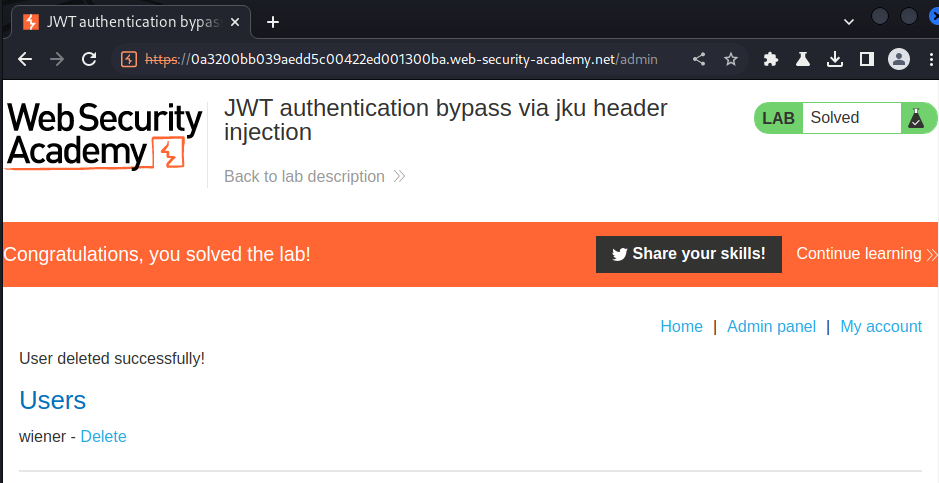 JWT authentication bypas
https://0a3200bb039aedd5c00422ed001300ba.web-security-academy.net/admin
Web Security
Academy
JWT authentication bypass via jku header
injection
Back to lab description
LAB Solved
Congratulations, you solved the lab!
Share your skills!
Continue learning
Home | Admin panel | My account
User deleted successfully!
Users
wiener - Delete